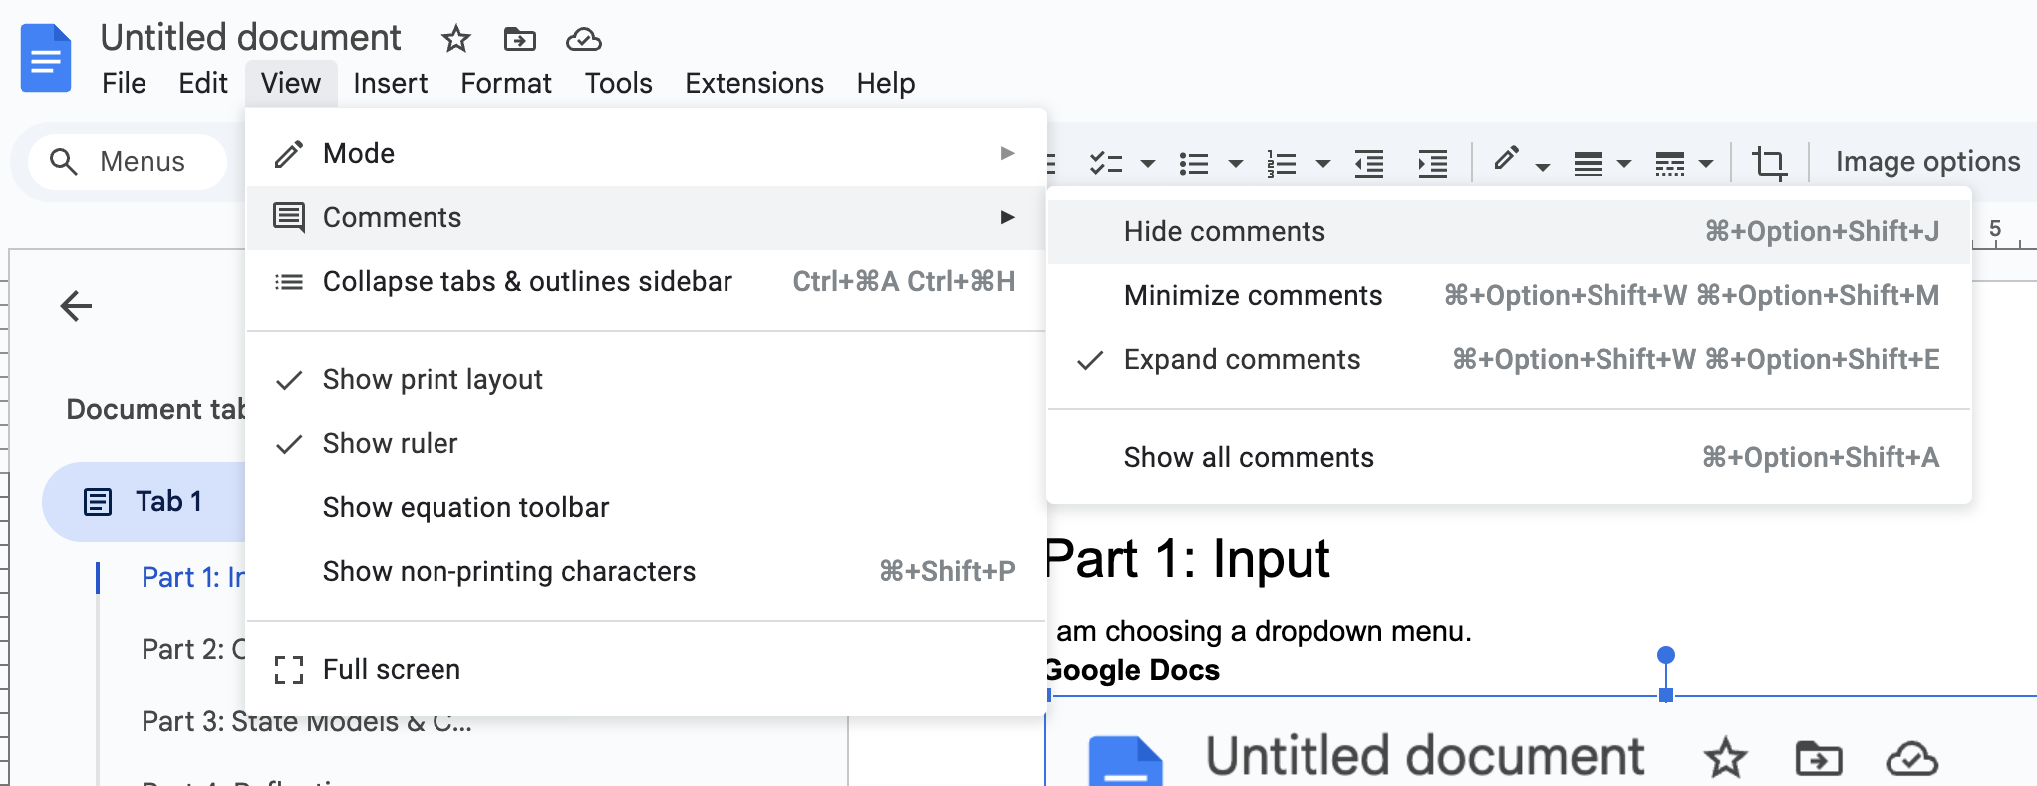 Untitled document
File Edit View Insert Format Tools Extensions Help
Menus
Image options
Mode
Comments
Collapse tabs & outlines sidebar Ctrl+⌘A Ctrl+⌘H
Show print layout
Show ruler
Show equation toolbar
Show non-printing characters ⌘+Shift+P
Full screen
Hide comments ⌘+Option+Shift+J
Minimize comments ⌘+Option+Shift+W ⌘+Option+Shift+M
Expand comments ⌘+Option+Shift+W ⌘+Option+Shift+E
Show all comments ⌘+Option+Shift+A
5
Document
Tab 1
Part 1:
Part 2:
Part 3: State Models & C...
Part 1: Input
am choosing a dropdown menu.
Google Docs
Untitled document